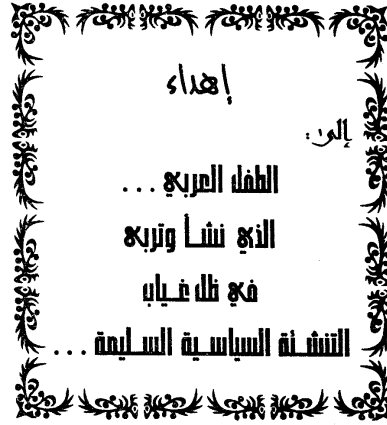 إهداء
إلى :
الطفل العربي ...
الذي نشأ وتربى
في ظل غياب
التنشئة السياسية السليمة ...